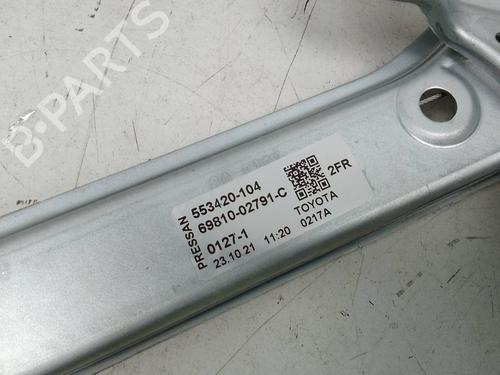 B-PARTS
PRESSAN
553420-104
69810-02791-C
0127-1
23.10 21 11:20
2FR
TOYOTA
0217A